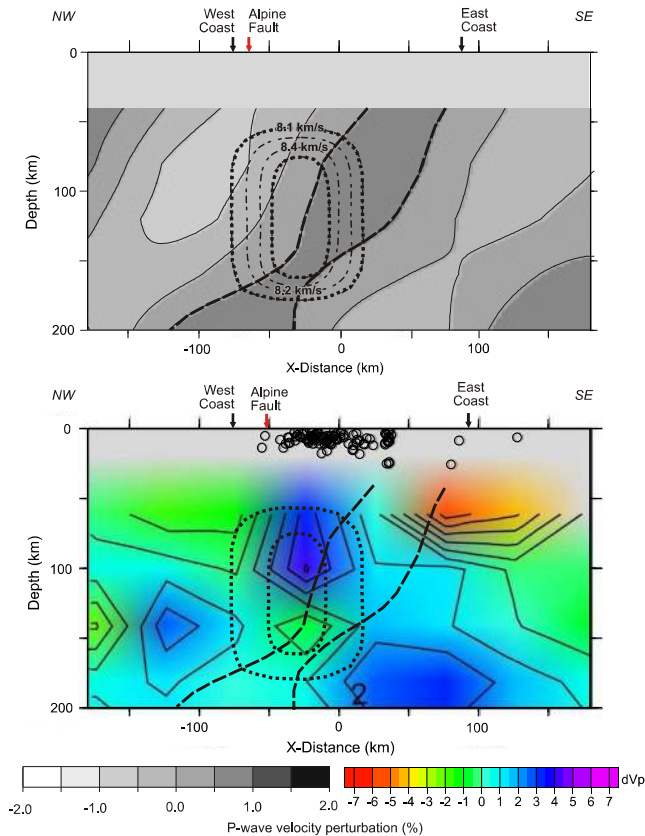 NW
West
Coast
Alpine
Fault
East
Coast
SE
0
100
200
Depth (km)
8.1 km/s
8.4 km/s
8.2 km/s
-100
0
100
X-Distance (km)
NW
West
Coast
Alpine
Fault
East
Coast
SE
0
100
200
Depth (km)
2
-100
0
100
X-Distance (km)
-2.0
-1.0
0.0
1.0
2.0
-7
-6
-5
-4
-3
-2
-1
0
1
2
3
4
5
6
7
dVp
P-wave velocity perturbation (%)